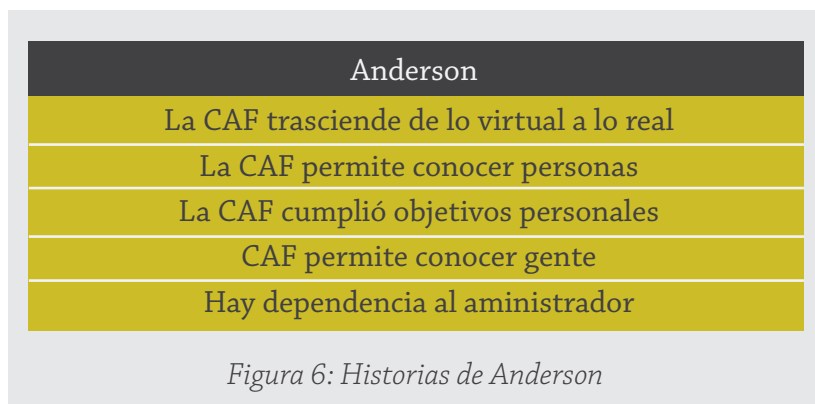 Anderson
La CAF trasciende de lo virtual a lo real
La CAF permite conocer personas
La CAF cumplió objetivos personales
CAF permite conocer gente
Hay dependencia al aministrador
Figura 6: Historias de Anderson